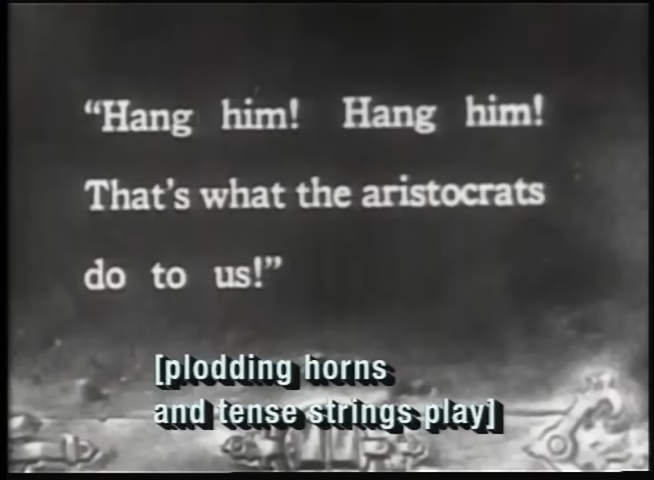 “Hang him! Hang him!
That’s what the aristocrats
do to us!”
[plodding horns
and tense strings play]